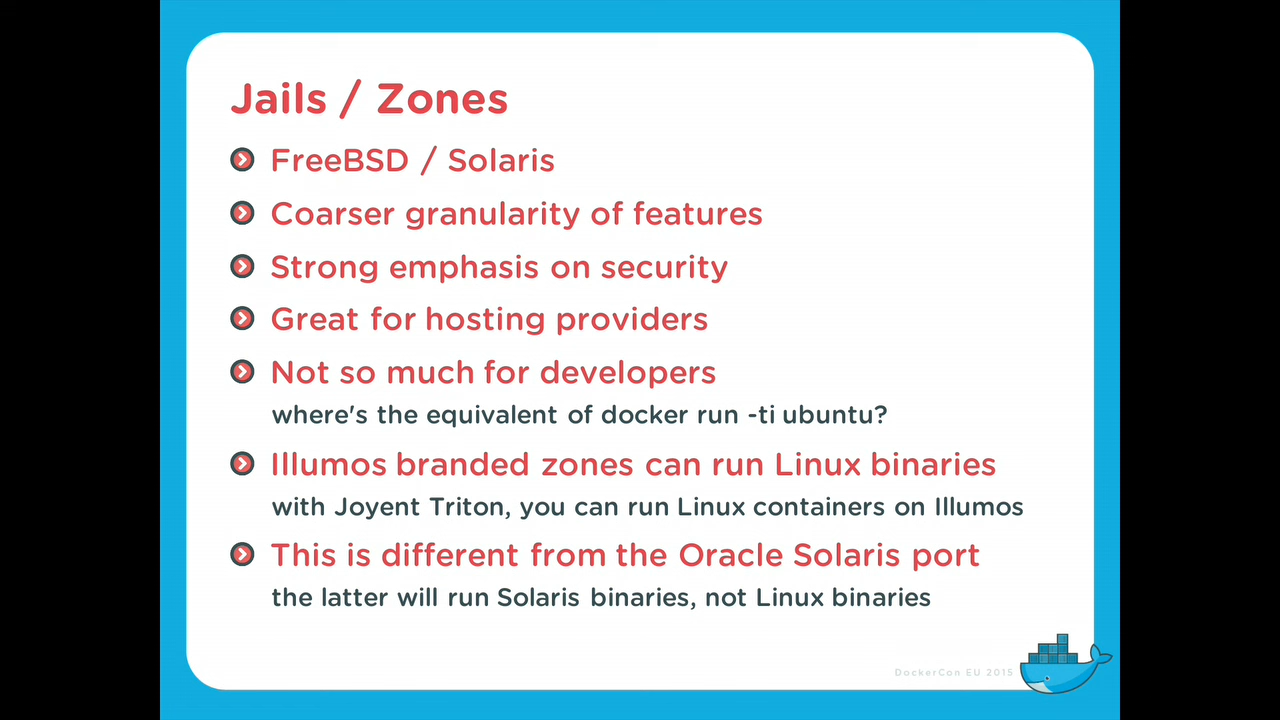 Jails / Zones
FreeBSD / Solaris
Coarser granularity of features
Strong emphasis on security
Great for hosting providers
Not so much for developers
where's the equivalent of docker run -ti ubuntu?
Illumos branded zones can run Linux binaries
with Joyent Triton, you can run Linux containers on Illumos
This is different from the Oracle Solaris port
the latter will run Solaris binaries, not Linux binaries
DockerCon EU 2015